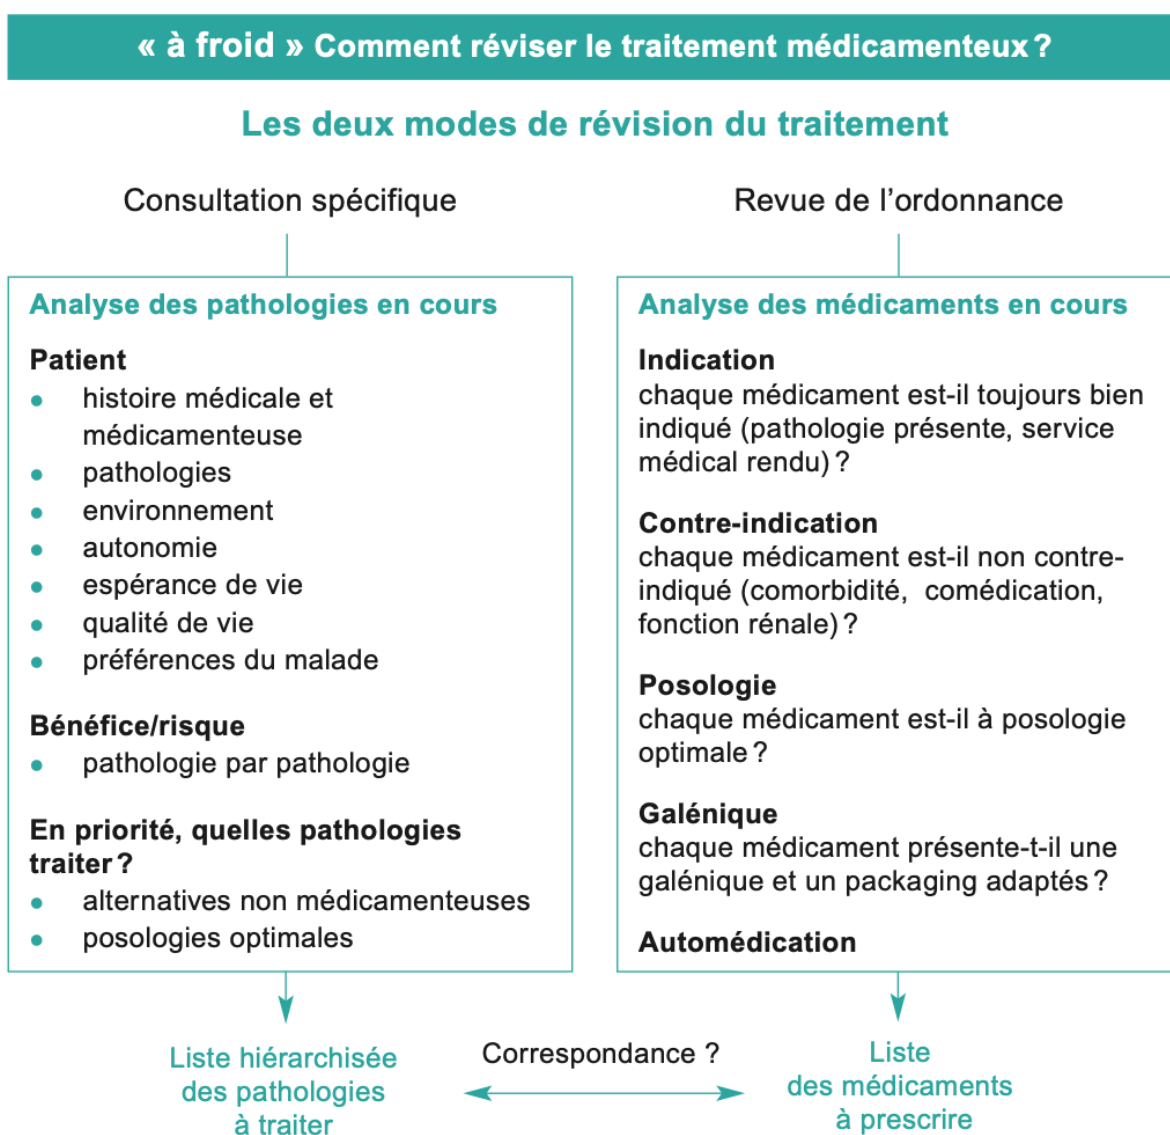 « à froid » Comment réviser le traitement médicamenteux ?
Les deux modes de révision du traitement
Consultation spécifique
Analyse des pathologies en cours
Patient
• histoire médicale et
médicamenteuse
• pathologies
• environnement
• autonomie
• espérance de vie
• qualité de vie
• préférences du malade
Bénéfice/risque
• pathologie par pathologie
En priorité, quelles pathologies
traiter ?
• alternatives non médicamenteuses
• posologies optimales
Liste hiérarchisée
des pathologies
à traiter
Revue de l’ordonnance
Analyse des médicaments en cours
Indication
chaque médicament est-il toujours bien
indiqué (pathologie présente, service
médical rendu) ?
Contre-indication
chaque médicament est-il non contre-
indiqué (comorbidité, comédication,
fonction rénale) ?
Posologie
chaque médicament est-il à posologie
optimale ?
Galénique
chaque médicament présente-t-il une
galénique et un packaging adaptés ?
Automédication
Correspondance ?
Liste
des médicaments
à prescrire